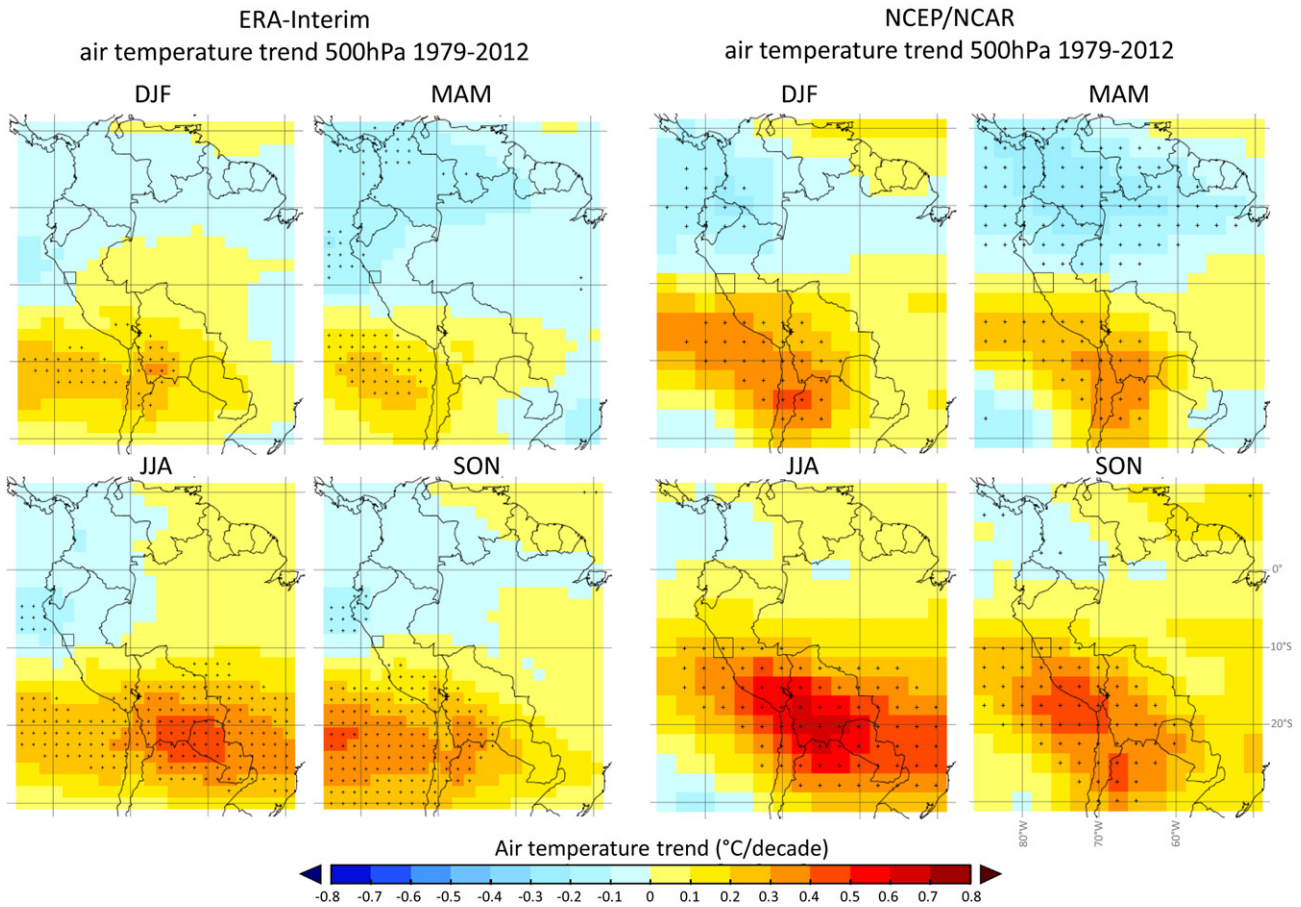 ERA-Interim
air temperature trend 500hPa 1979-2012
NCEP/NCAR
air temperature trend 500hPa 1979-2012
DJF MAM DJF MAM
JJA SON JJA SON
0°
10°S
20°S
80°W 70°W 60°W
Air temperature trend (°C/decade)
-0.8 -0.7 -0.6 -0.5 -0.4 -0.3 -0.2 -0.1 0 0.1 0.2 0.3 0.4 0.5 0.6 0.7 0.8